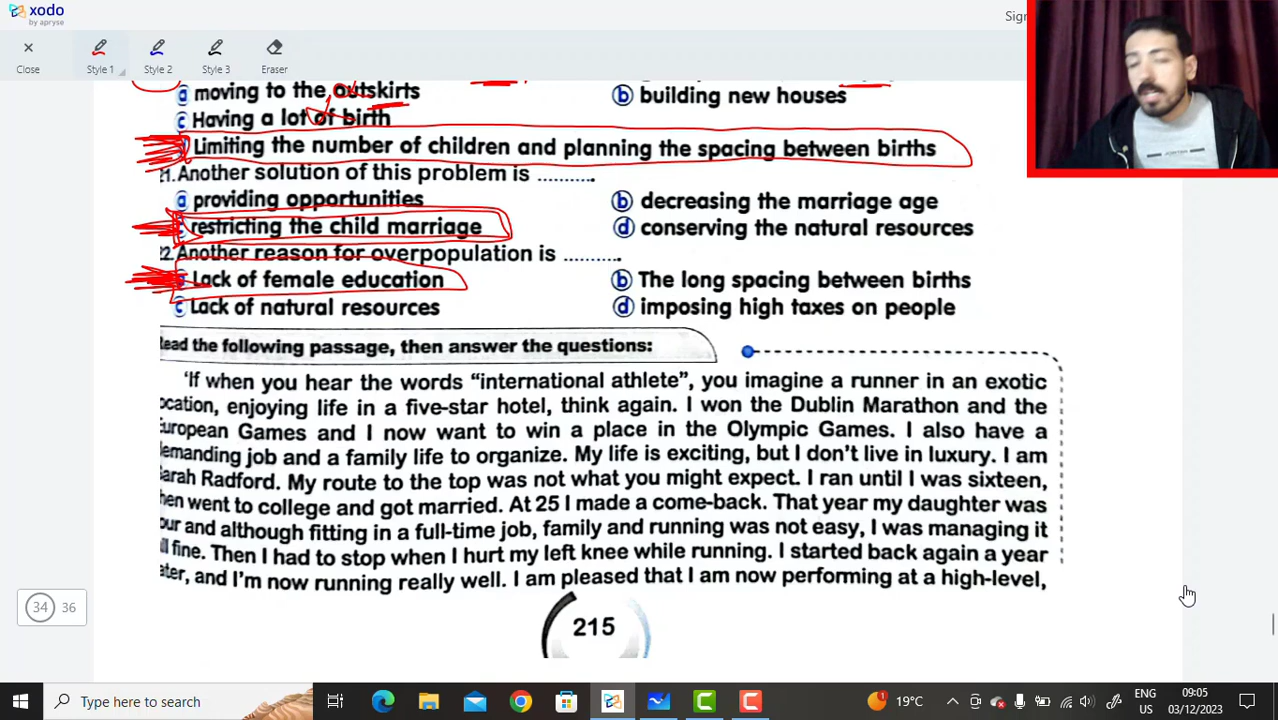 xodo
by apryse
Sign
Close
Style 1
Style 2
Style 3
Eraser
a moving to the outskirts
b building new houses
c Having a lot of birth
Limiting the number of children and planning the spacing between births
21.Another solution of this problem is ..........
a providing opportunities
b decreasing the marriage age
restricting the child marriage
d conserving the natural resources
22.Another reason for overpopulation is ..........
Lack of female education
b The long spacing between births
c Lack of natural resources
d imposing high taxes on people
Read the following passage, then answer the questions:
'If when you hear the words "international athlete", you imagine a runner in an exotic
ocation, enjoying life in a five-star hotel, think again. I won the Dublin Marathon and the
European Games and I now want to win a place in the Olympic Games. I also have a
demanding job and a family life to organize. My life is exciting, but I don't live in luxury. I am
Sarah Radford. My route to the top was not what you might expect. I ran until I was sixteen,
hen went to college and got married. At 25 I made a come-back. That year my daughter was
our and although fitting in a full-time job, family and running was not easy, I was managing it
ll fine. Then I had to stop when I hurt my left knee while running. I started back again a year
ater, and I'm now running really well. I am pleased that I am now performing at a high-level,
215
34 36
Type here to search
1
19°C
ENG
US
09:05
03/12/2023